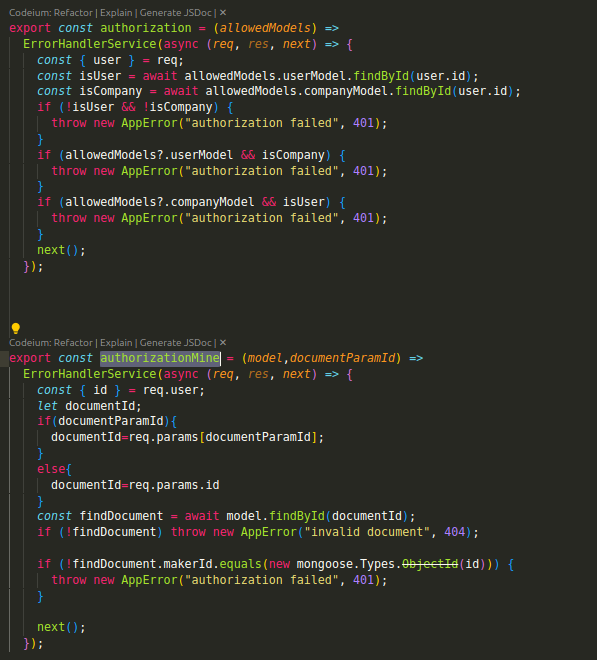 Codeium: Refactor | Explain | Generate JSDoc | ✕
export const authorization = (allowedModels) =>
  ErrorHandlerService(async (req, res, next) => {
    const { user } = req;
    const isUser = await allowedModels.userModel.findById(user.id);
    const isCompany = await allowedModels.companyModel.findById(user.id);
    if (!isUser && !isCompany) {
      throw new AppError("authorization failed", 401);
    }
    if (allowedModels?.userModel && isCompany) {
      throw new AppError("authorization failed", 401);
    }
    if (allowedModels?.companyModel && isUser) {
      throw new AppError("authorization failed", 401);
    }
    next();
  });
Codeium: Refactor | Explain | Generate JSDoc | ✕
export const authorizationMine = (model,documentParamId) =>
  ErrorHandlerService(async (req, res, next) => {
    const { id } = req.user;
    let documentId;
    if(documentParamId){
      documentId=req.params[documentParamId];
    }
    else{
      documentId=req.params.id
    }
    const findDocument = await model.findById(documentId);
    if (!findDocument) throw new AppError("invalid document", 404);
    if (!findDocument.makerId.equals(new mongoose.Types.ObjectId(id))) {
      throw new AppError("authorization failed", 401);
    }
    next();
  });